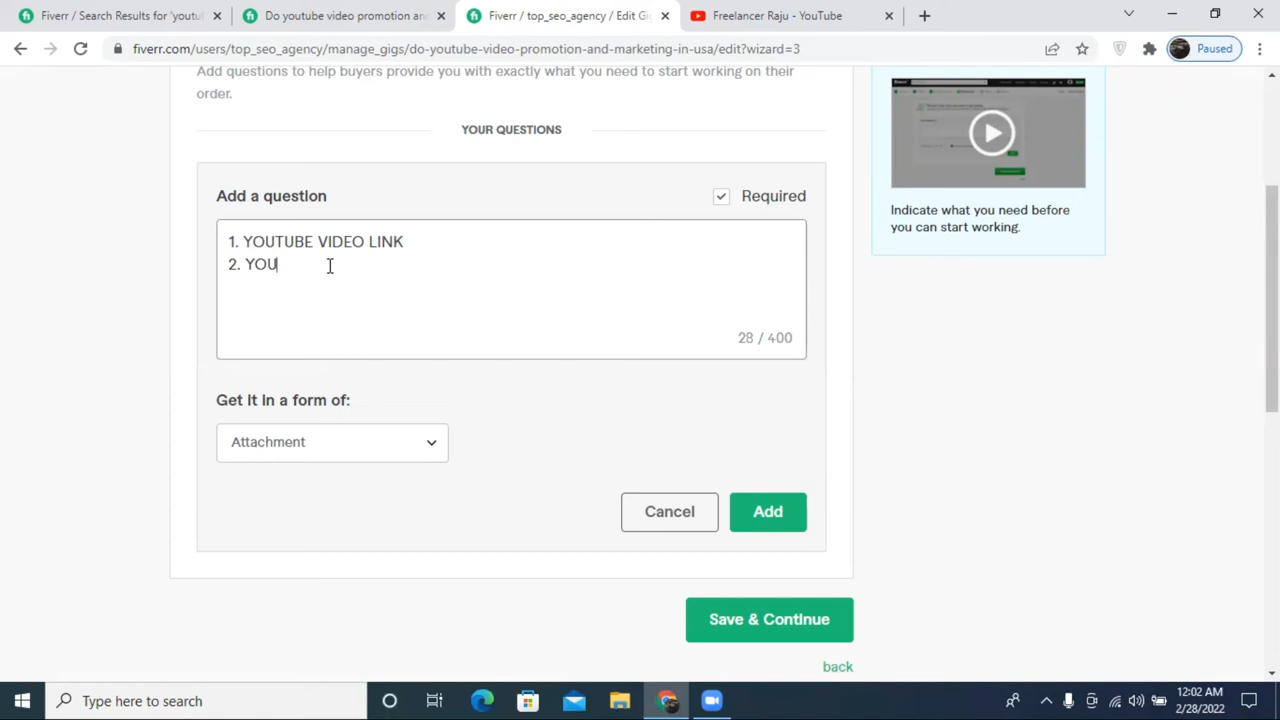 Fiverr / Search Results for 'youtu
Do youtube video promotion and
Fiverr / top_seo_agency / Edit Gi
Freelancer Raju - YouTube
fiverr.com/users/top_seo_agency/manage_gigs/do-youtube-video-promotion-and-marketing-in-usa/edit?wizard=3
Paused
Add questions to help buyers provide you with exactly what you need to start working on their
order.
YOUR QUESTIONS
Add a question
Required
1. YOUTUBE VIDEO LINK
2. YOU
28 / 400
Get it in a form of:
Attachment
Cancel
Add
Indicate what you need before
you can start working.
Save & Continue
back
Type here to search
12:02 AM
2/28/2022